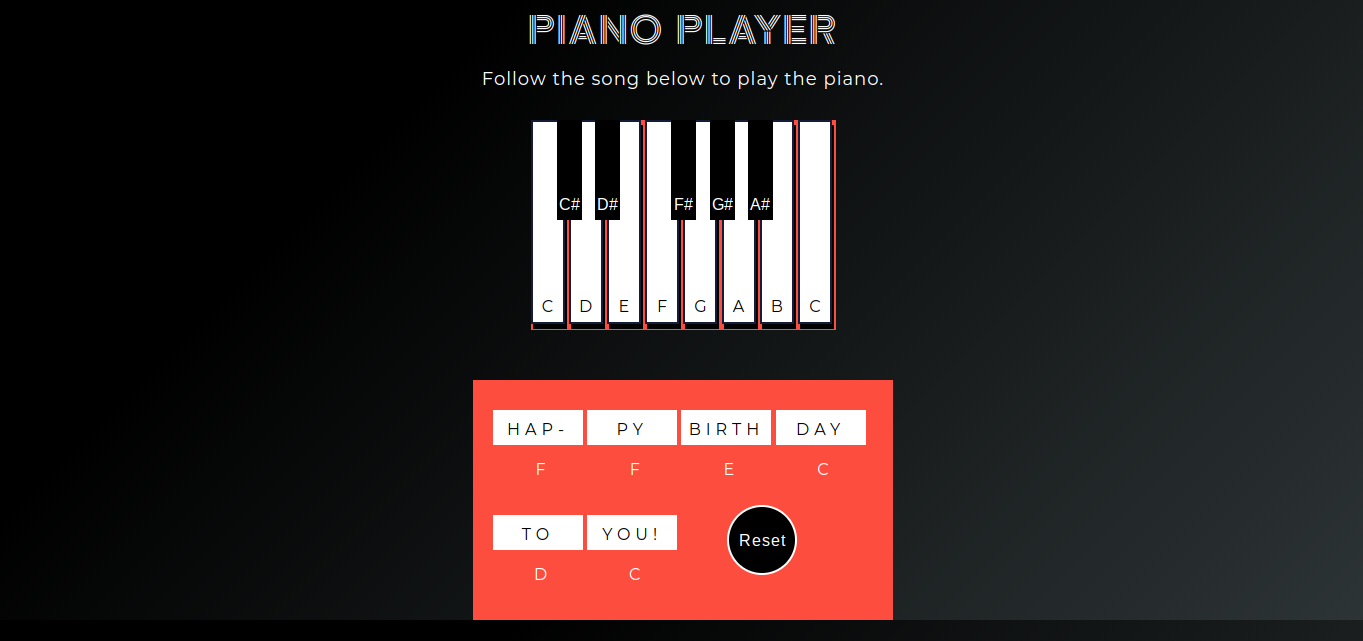 PIANO PLAYER
Follow the song below to play the piano.
C# D# F# G# A#
C D E F G A B C
HAP- PY BIRTH DAY
F F E C
TO YOU! Reset
D C